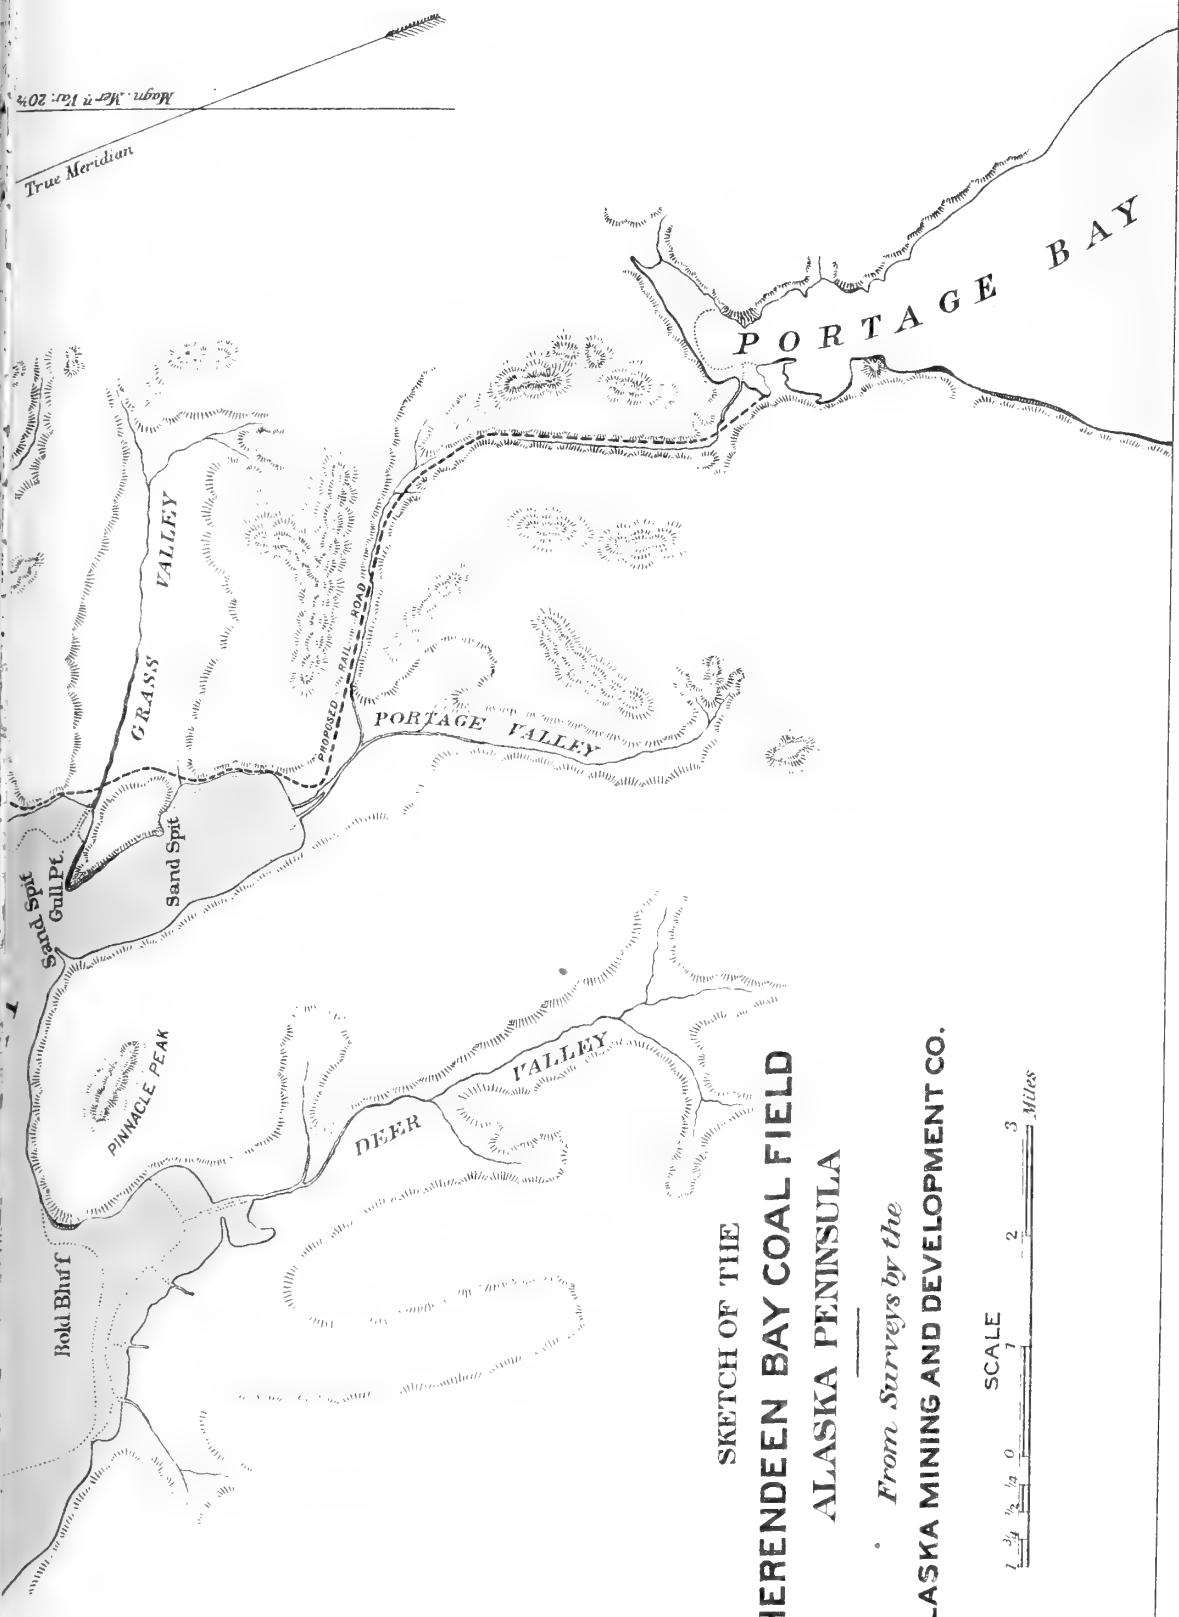 SKETCH OF THE
HERENDEEN BAY COAL FIELD
ALASKA PENINSULA
From Surveys by the
ALASKA MINING AND DEVELOPMENT CO.
SCALE
1 3/4 1/2 1/4 0 1 2 3 Miles
Bold Bluff
PINNACLE PEAK
DEER VALLEY
Sand Spit
Gull Pt.
Sand Spit
GRASS VALLEY
PROPOSED RAIL ROAD
PORTAGE VALLEY
PORTAGE BAY
True Meridian
Magn. Mer'n Var: 20½